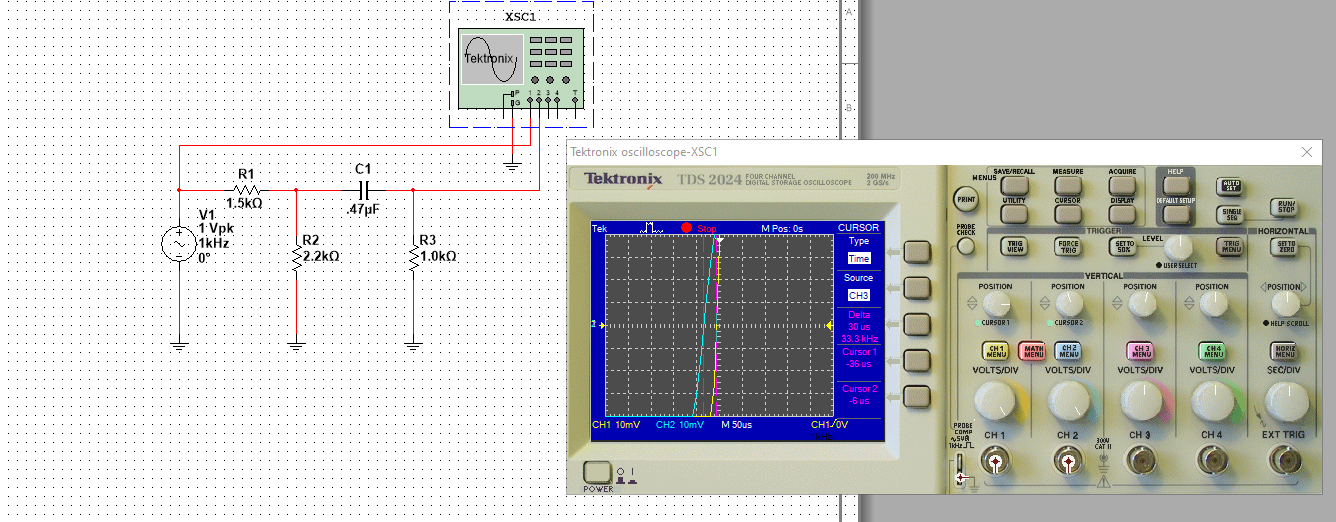 XSC1
Tektronix
P
G
1 2 3 4 T
A
B
R1
1.5kΩ
C1
.47µF
V1
1 Vpk
1kHz
0°
R2
2.2kΩ
R3
1.0kΩ
Tektronix oscilloscope-XSC1
Tektronix TDS 2024 FOUR CHANNEL
DIGITAL STORAGE OSCILLOSCOPE
200 MHz
2 GS/s
Tek Stop M Pos: 0s CURSOR
Type
Time
Source
CH3
Delta
30 us
33.3 kHz
Cursor 1
-36 us
Cursor 2
-6 us
CH1 10mV CH2 10mV M 50us CH1 0V
POWER
PRINT
PROBE
CHECK
MENUS
SAVE/RECALL MEASURE ACQUIRE
UTILITY CURSOR DISPLAY
HELP
DEFAULT SETUP
AUTO
SET
SINGLE
SEQ
RUN/
STOP
TRIGGER
TRIG
VIEW
FORCE
TRIG
SET TO
50%
LEVEL
USER SELECT
TRIG
MENU
HORIZONTAL
SET TO
ZERO
VERTICAL
POSITION POSITION POSITION POSITION POSITION
CURSOR 1 CURSOR 2 HELP SCROLL
CH 1
MENU
MATH
MENU
CH 2
MENU
CH 3
MENU
CH 4
MENU
HORIZ
MENU
VOLTS/DIV VOLTS/DIV VOLTS/DIV VOLTS/DIV SEC/DIV
PROBE
COMP
~5V
1kHz
CH 1 CH 2 CH 3 CH 4 EXT TRIG
300V
CAT II